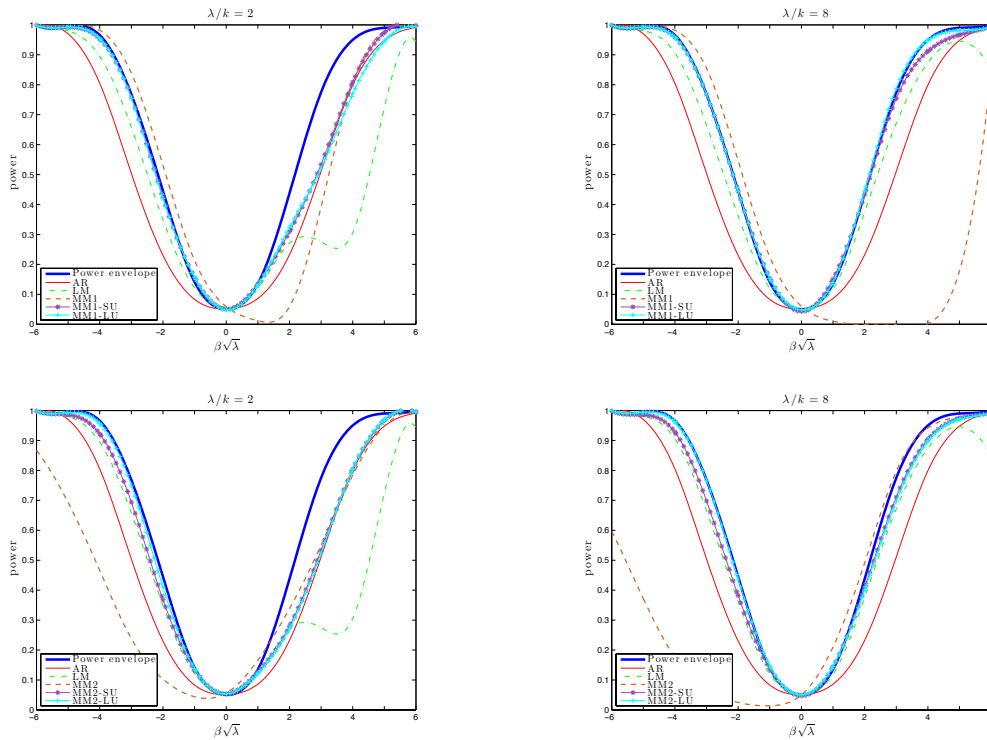 λ/k = 2
power
1
0.9
0.8
0.7
0.6
0.5
0.4
0.3
0.2
0.1
0
Power envelope
AR
LM
MM1
MM1-SU
MM1-LU
-6 -4 -2 0 2 4 6
β√λ
λ/k = 8
power
1
0.9
0.8
0.7
0.6
0.5
0.4
0.3
0.2
0.1
0
Power envelope
AR
LM
MM1
MM1-SU
MM1-LU
-6 -4 -2 0 2 4
β√λ
λ/k = 2
power
1
0.9
0.8
0.7
0.6
0.5
0.4
0.3
0.2
0.1
0
Power envelope
AR
LM
MM2
MM2-SU
MM2-LU
-6 -4 -2 0 2 4 6
β√λ
λ/k = 8
power
1
0.9
0.8
0.7
0.6
0.5
0.4
0.3
0.2
0.1
0
Power envelope
AR
LM
MM2
MM2-SU
MM2-LU
-6 -4 -2 0 2 4
β√λ